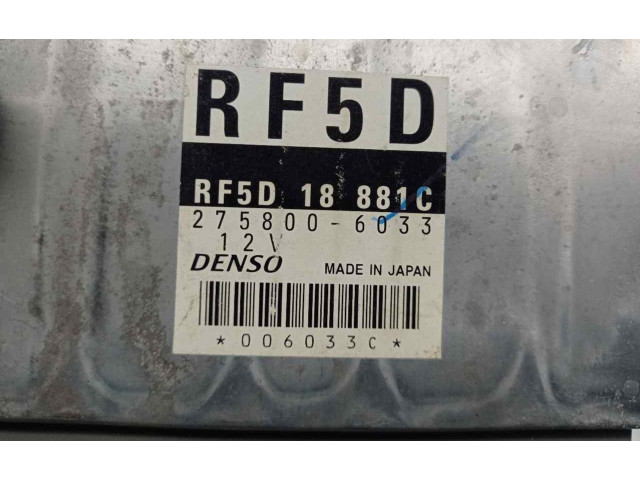 RF5D
RF5D 18 881C
275800-6033
12V
DENSO MADE IN JAPAN
*006033C*